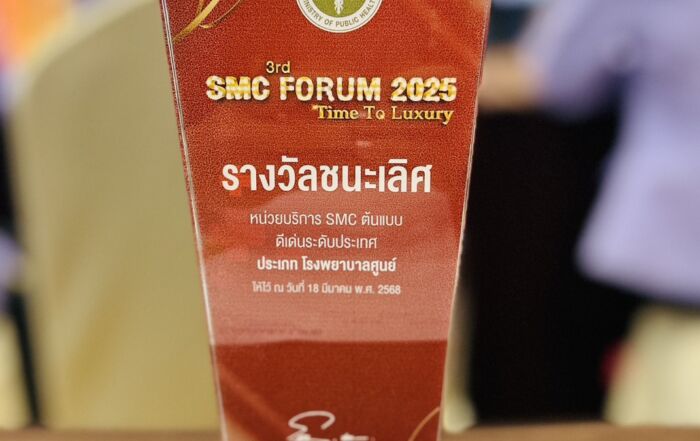 MINISTRY OF PUBLIC HEALTH
3rd
SMC FORUM 2025
Time To Luxury
รางวัลชนะเลิศ
หน่วยบริการ SMC ต้นแบบ
ดีเด่นระดับประเทศ
ประเภท โรงพยาบาลศูนย์
ให้ไว้ ณ วันที่ 18 มีนาคม พ.ศ. 2568